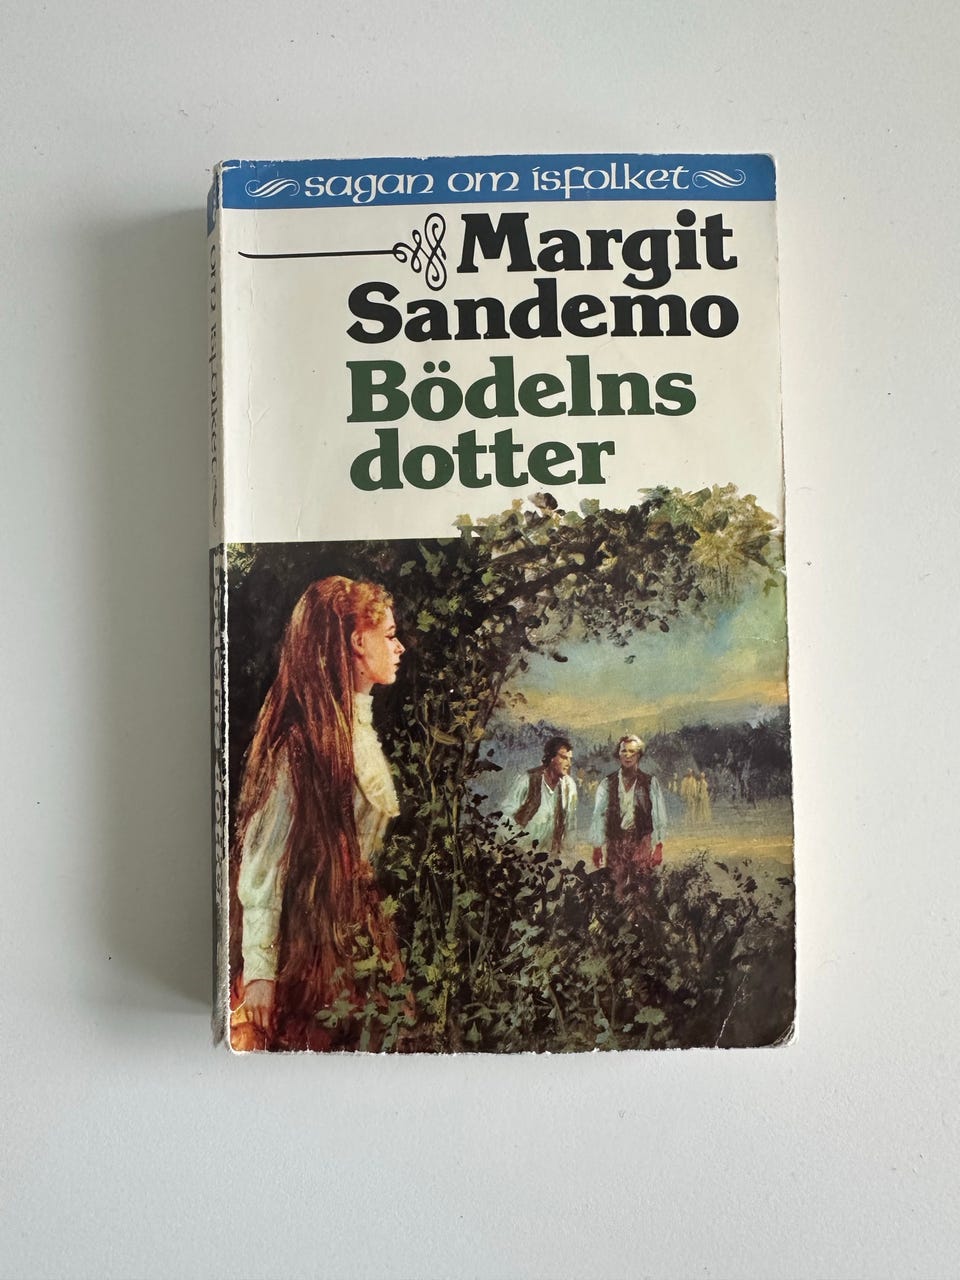 sagan om isfolket
Margit
Sandemo
Bödelns
dotter